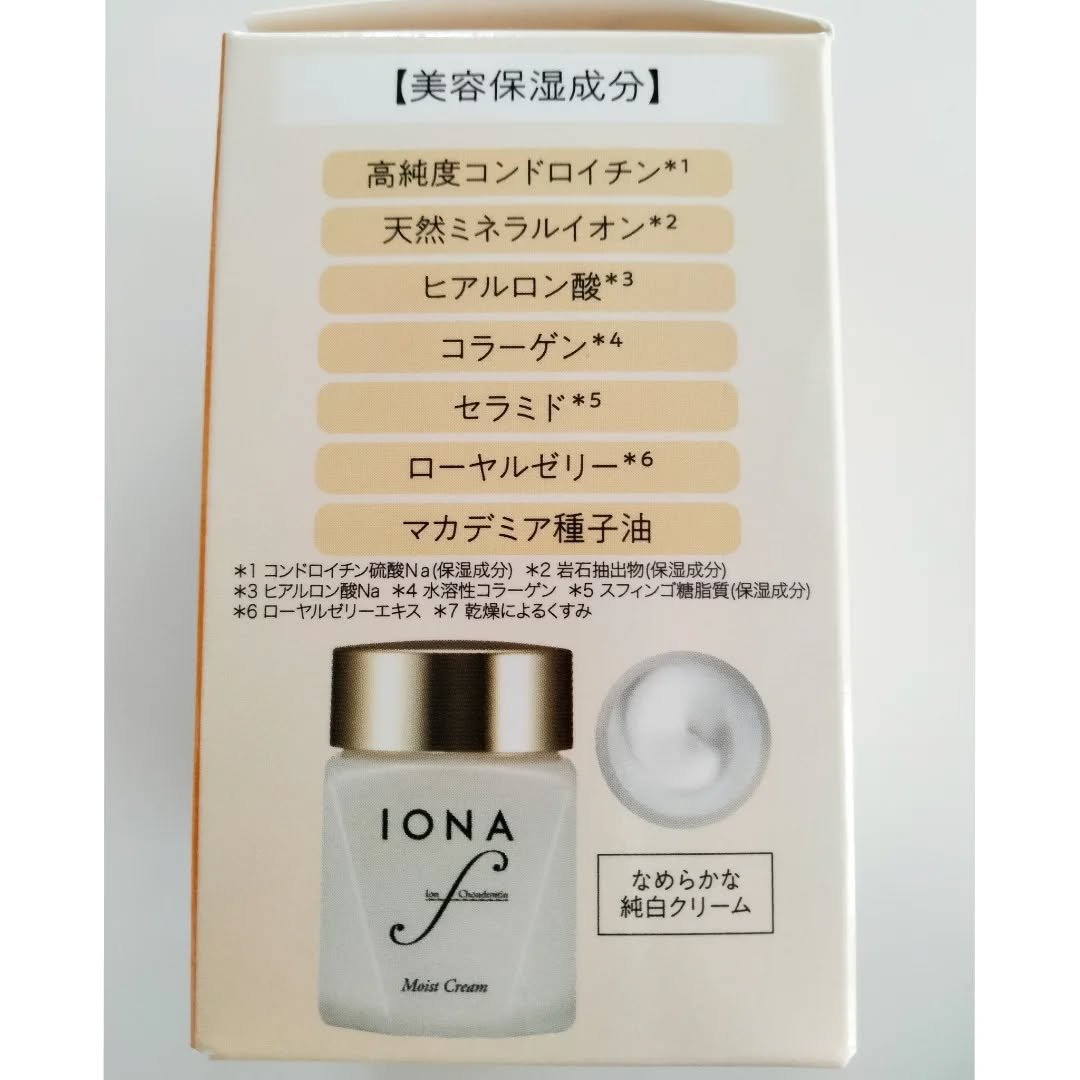 【美容保湿成分】
高純度コンドロイチン*1
天然ミネラルイオン*2
ヒアルロン酸*3
コラーゲン*4
セラミド*5
ローヤルゼリー*6
マカデミア種子油
*1 コンドロイチン硫酸Na(保湿成分) *2 岩石抽出物(保湿成分)
*3 ヒアルロン酸Na *4 水溶性コラーゲン *5 スフィンゴ糖脂質(保湿成分)
*6 ローヤルゼリーエキス *7 乾燥によるくすみ
IONA
f
Ion Chondroitin
Moist Cream
なめらかな
純白クリーム